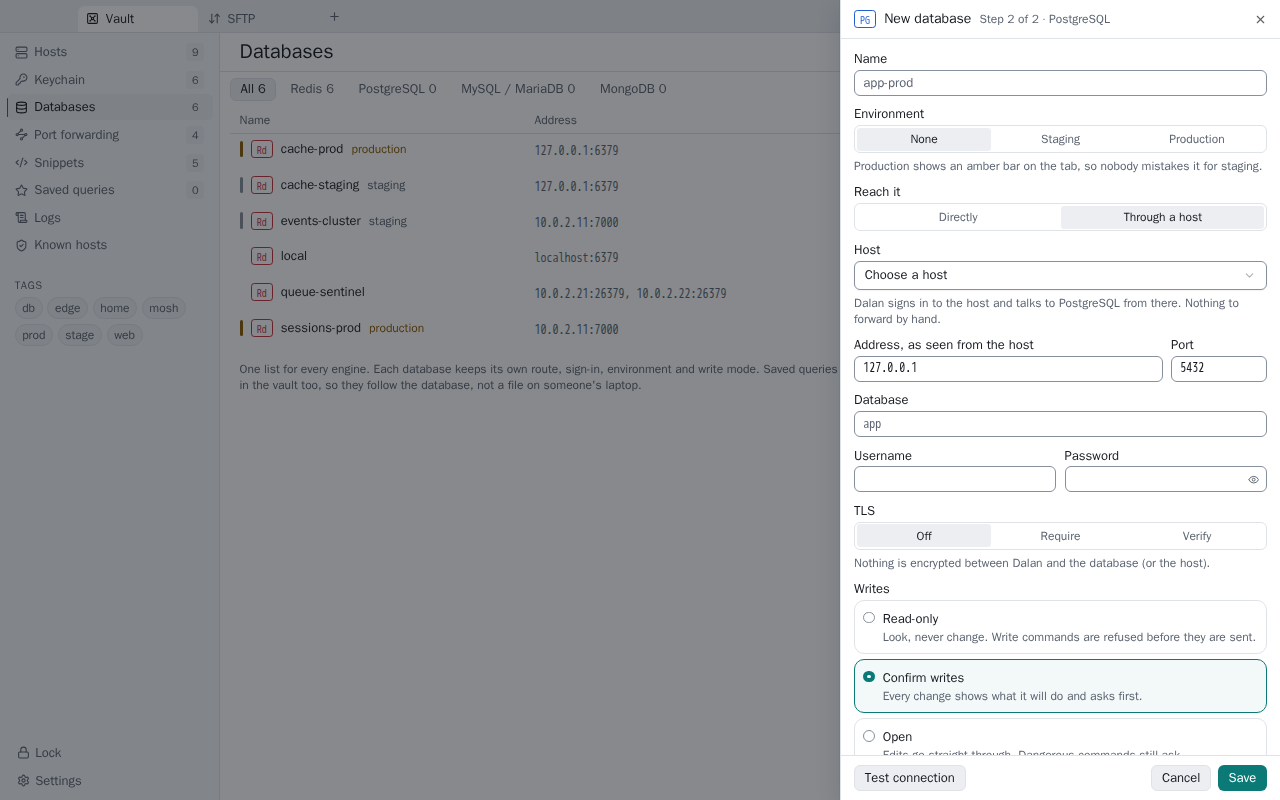 Vault
SFTP
+
Hosts 9
Keychain 6
Databases 6
Port forwarding 4
Snippets 5
Saved queries 0
Logs
Known hosts
TAGS
db edge home mosh
prod stage web
Lock
Settings
Databases
All 6 Redis 6 PostgreSQL 0 MySQL / MariaDB 0 MongoDB 0
Name Address
Rd cache-prod production 127.0.0.1:6379
Rd cache-staging staging 127.0.0.1:6379
Rd events-cluster staging 10.0.2.11:7000
Rd local localhost:6379
Rd queue-sentinel 10.0.2.21:26379, 10.0.2.22:26379
Rd sessions-prod production 10.0.2.11:7000
One list for every engine. Each database keeps its own route, sign-in, environment and write mode. Saved queries
in the vault too, so they follow the database, not a file on someone's laptop.
PG New database Step 2 of 2 · PostgreSQL
Name
app-prod
Environment
None Staging Production
Production shows an amber bar on the tab, so nobody mistakes it for staging.
Reach it
Directly Through a host
Host
Choose a host
Dalan signs in to the host and talks to PostgreSQL from there. Nothing to
forward by hand.
Address, as seen from the host Port
127.0.0.1 5432
Database
app
Username Password
TLS
Off Require Verify
Nothing is encrypted between Dalan and the database (or the host).
Writes
Read-only
Look, never change. Write commands are refused before they are sent.
Confirm writes
Every change shows what it will do and asks first.
Open
Edits go straight through. Dangerous commands still ask.
Test connection Cancel Save